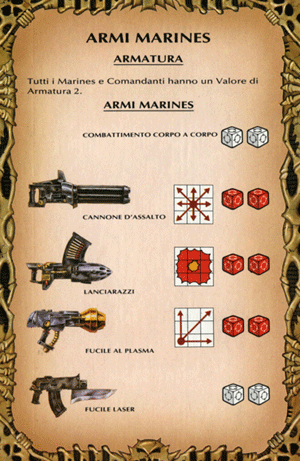 ARMI MARINES
ARMATURA
Tutti i Marines e Comandanti hanno un Valore di
Armatura 2.
ARMI MARINES
COMBATTIMENTO CORPO A CORPO
CANNONE D'ASSALTO
LANCIARAZZI
FUCILE AL PLASMA
FUCILE LASER